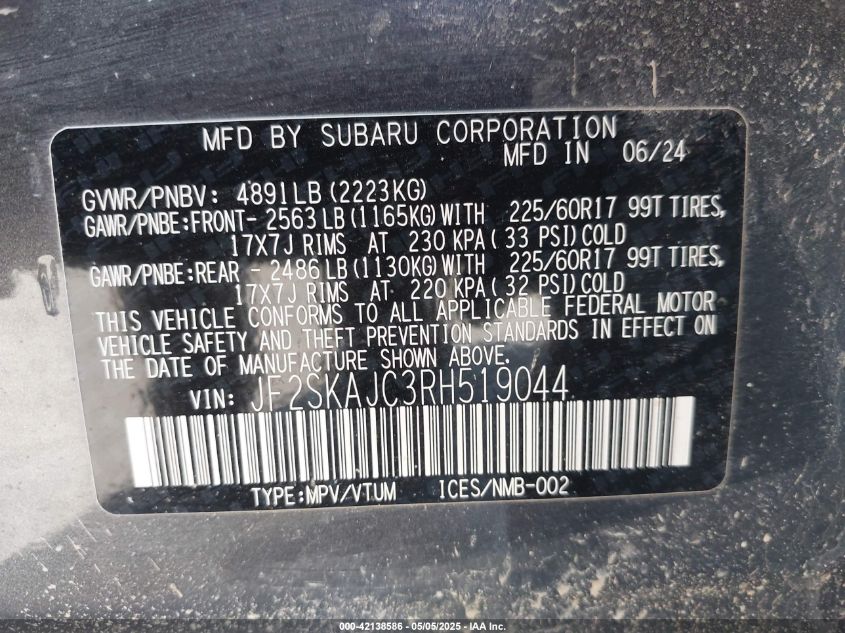 MFD BY SUBARU CORPORATION
MFD IN 06/24
GVWR/PNBV: 4891LB (2223KG)
GAWR/PNBE:FRONT- 2563LB(1165KG)WITH 225/60R17 99T TIRES,
17X7J RIMS AT 230 KPA( 33 PSI)COLD
GAWR/PNBE:REAR - 2486LB(1130KG)WITH 225/60R17 99T TIRES,
17X7J RIMS AT 220 KPA( 32 PSI)COLD
THIS VEHICLE CONFORMS TO ALL APPLICABLE FEDERAL MOTOR
VEHICLE SAFETY AND THEFT PREVENTION STANDARDS IN EFFECT ON
THE DATE OF MANUFACTURE SHOWN ABOVE.
VIN: JF2SKAJC3RH519044
TYPE:MPV/VTUM ICES/NMB-002
000-42138586 - 05/05/2025 - IAA Inc.